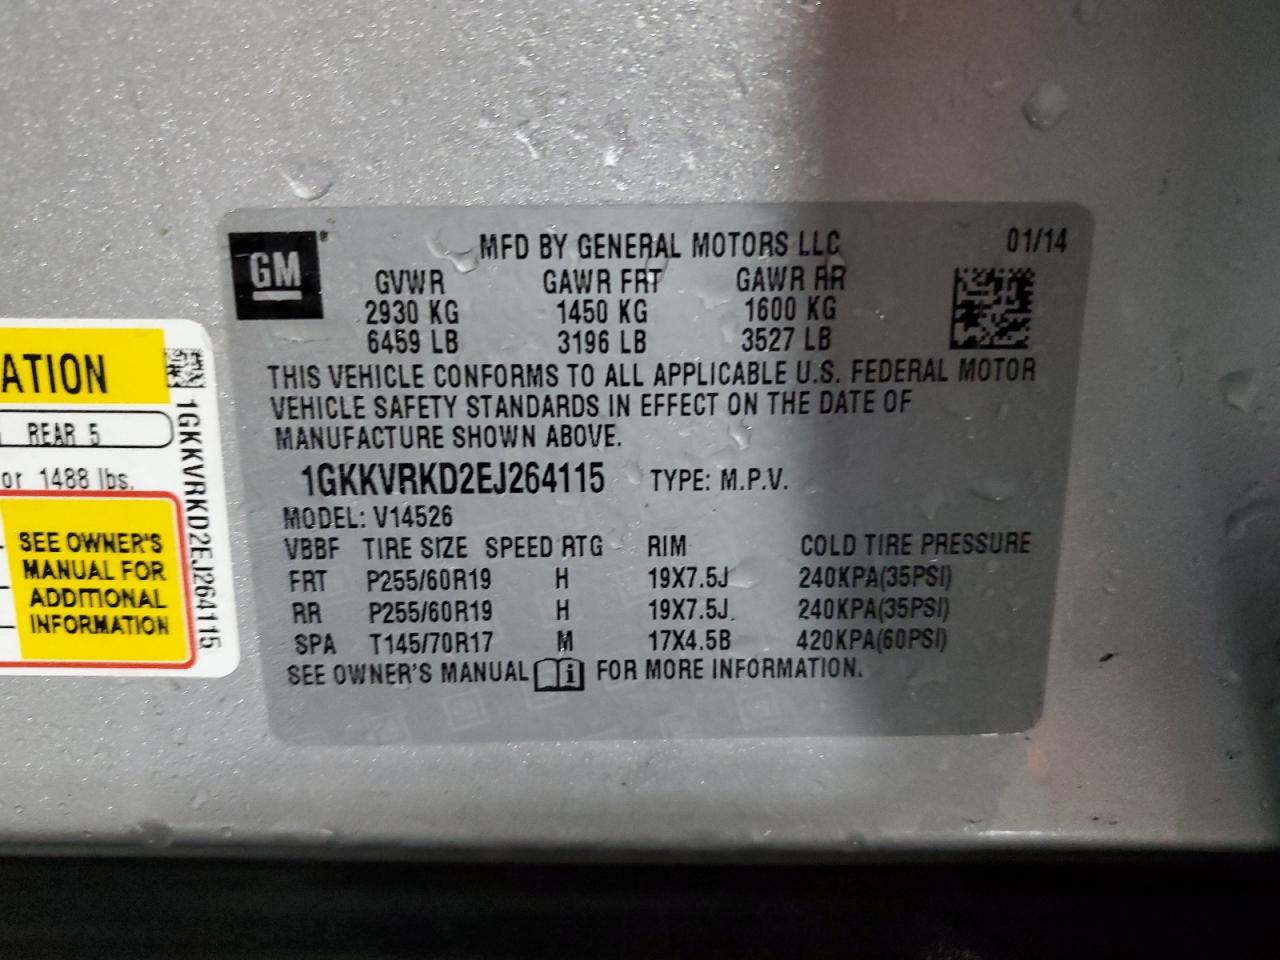 GM
®
MFD BY GENERAL MOTORS LLC 01/14
GVWR GAWR FRT GAWR RR
2930 KG 1450 KG 1600 KG
6459 LB 3196 LB 3527 LB
THIS VEHICLE CONFORMS TO ALL APPLICABLE U.S. FEDERAL MOTOR
VEHICLE SAFETY STANDARDS IN EFFECT ON THE DATE OF
MANUFACTURE SHOWN ABOVE.
1GKKVRKD2EJ264115 TYPE: M.P.V.
MODEL: V14526
VBBF TIRE SIZE SPEED RTG RIM COLD TIRE PRESSURE
FRT P255/60R19 H 19X7.5J 240KPA(35PSI)
RR P255/60R19 H 19X7.5J 240KPA(35PSI)
SPA T145/70R17 M 17X4.5B 420KPA(60PSI)
SEE OWNER'S MANUAL i FOR MORE INFORMATION.
ATION
REAR 5
or 1488 lbs.
SEE OWNER'S
MANUAL FOR
ADDITIONAL
INFORMATION
1GKKVRKD2EJ264115